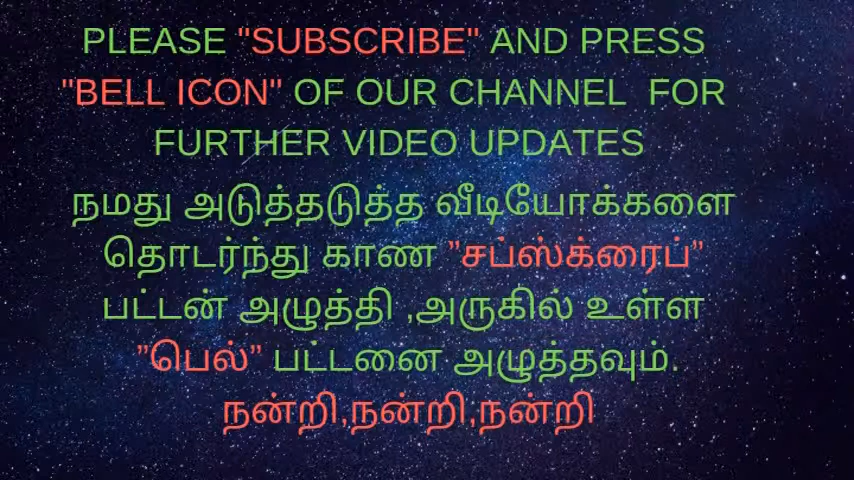 PLEASE "SUBSCRIBE" AND PRESS
"BELL ICON" OF OUR CHANNEL FOR
FURTHER VIDEO UPDATES
நமது அடுத்தடுத்த வீடியோக்களை
தொடர்ந்து காண ”சப்ஸ்க்ரைப்”
பட்டன் அழுத்தி ,அருகில் உள்ள
”பெல்” பட்டனை அழுத்தவும்.
நன்றி,நன்றி,நன்றி